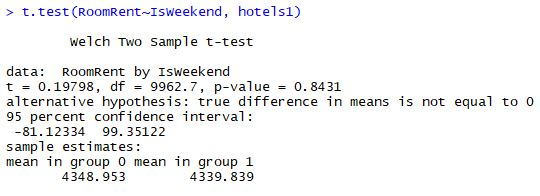 > t.test(RoomRent~IsWeekend, hotels1)
Welch Two Sample t-test
data:  RoomRent by IsWeekend
t = 0.19798, df = 9962.7, p-value = 0.8431
alternative hypothesis: true difference in means is not equal to 0
95 percent confidence interval:
 -81.12334  99.35122
sample estimates:
mean in group 0 mean in group 1
       4348.953        4339.839